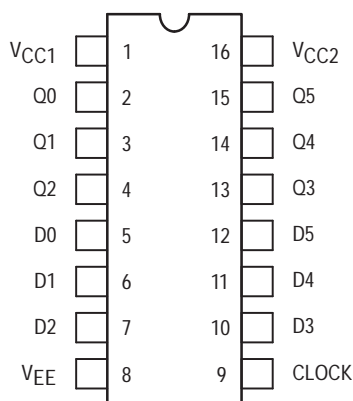 VCC1 1 16 VCC2
Q0 2 15 Q5
Q1 3 14 Q4
Q2 4 13 Q3
D0 5 12 D5
D1 6 11 D4
D2 7 10 D3
VEE 8 9 CLOCK